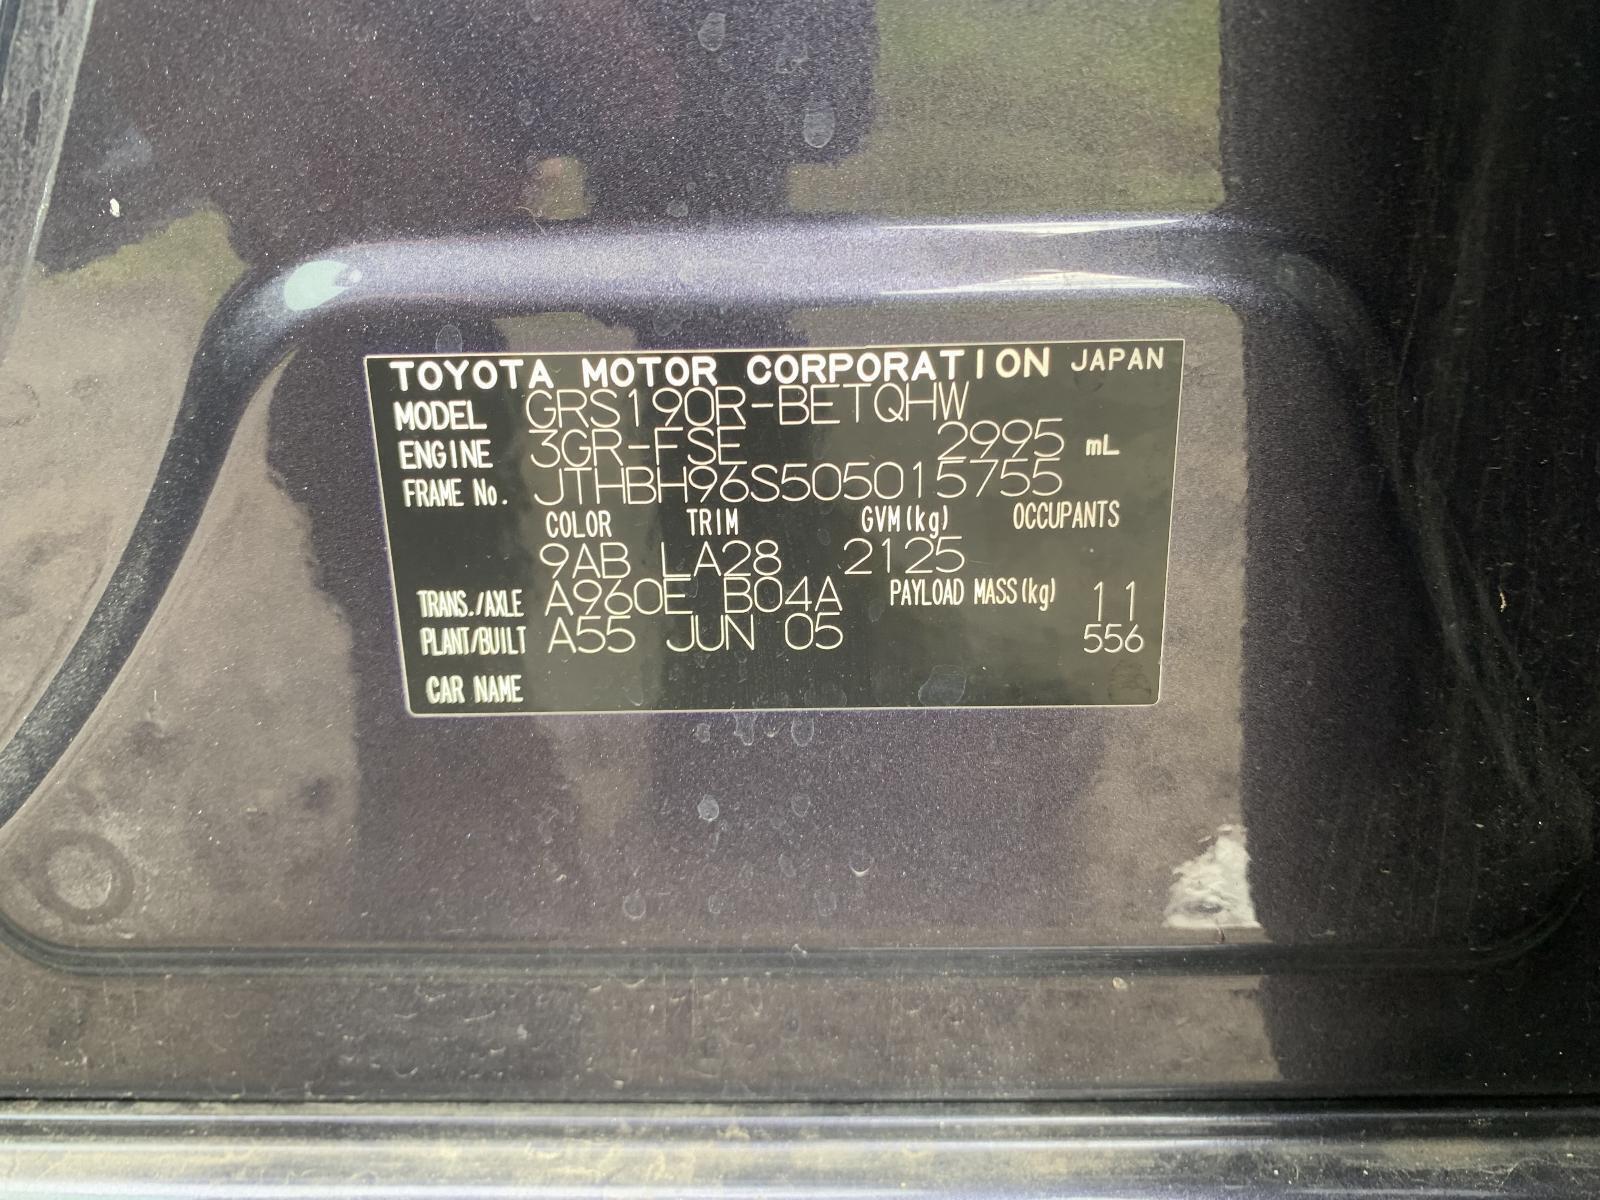 TOYOTA MOTOR CORPORATION JAPAN
MODEL GRS190R-BETQHW
ENGINE 3GR-FSE 2995 mL
FRAME No. JTHBH96S505015755
COLOR TRIM GVM(kg) OCCUPANTS
9AB LA28 2125
TRANS./AXLE A960E B04A PAYLOAD MASS(kg) 11
PLANT/BUILT A55 JUN 05 556
CAR NAME